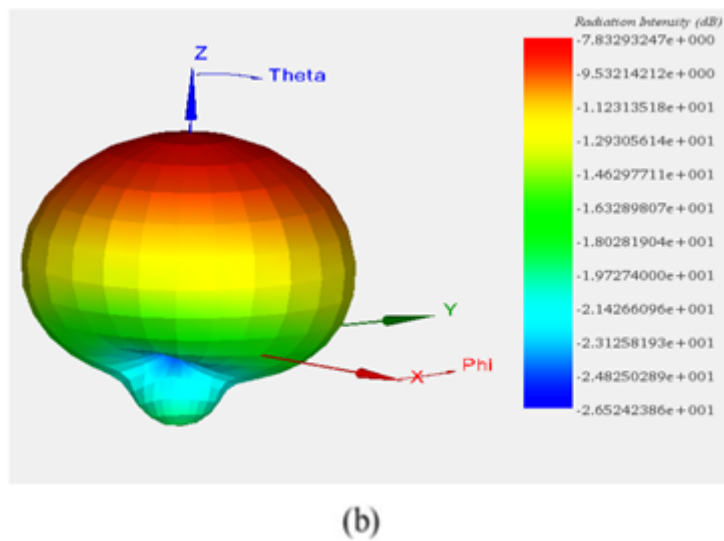 Radiation Intensity (dB)
-7.83293247e+000
-9.53214212e+000
-1.12313518e+001
-1.29305614e+001
-1.46297711e+001
-1.63289807e+001
-1.80281904e+001
-1.97274000e+001
-2.14266096e+001
-2.31258193e+001
-2.48250289e+001
-2.65242386e+001
Z
Theta
Y
X
Phi
(b)